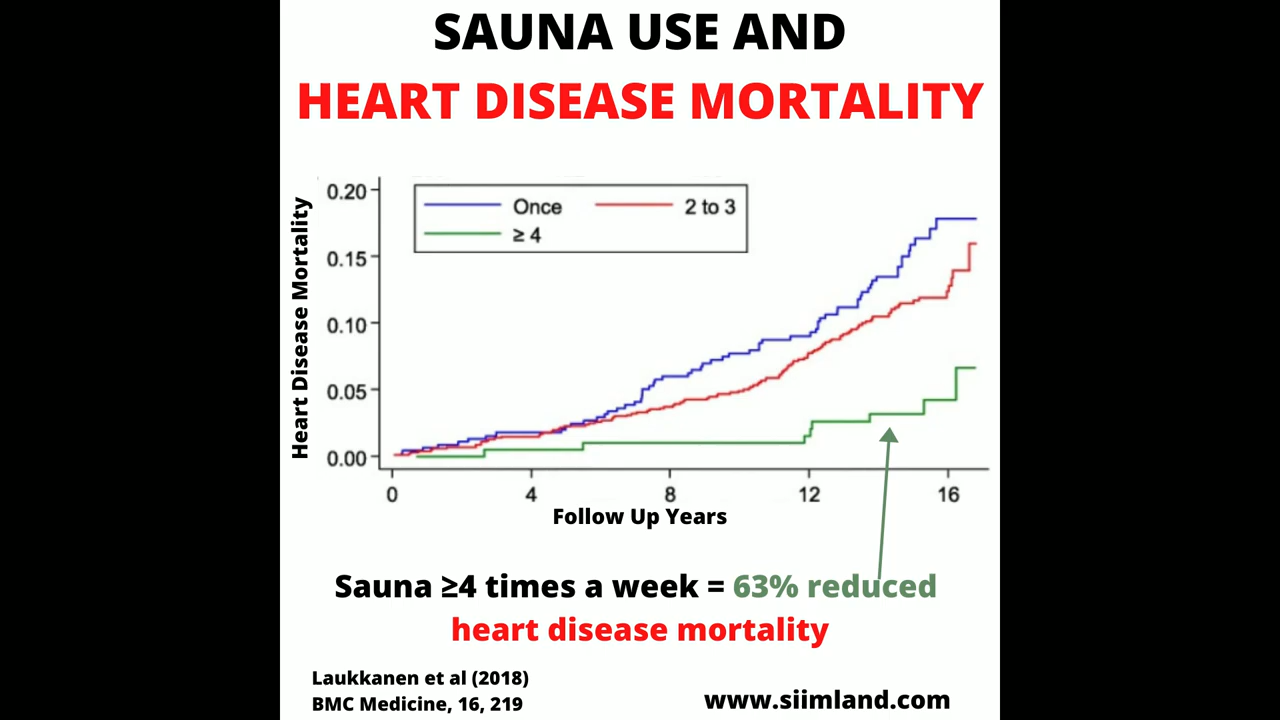 SAUNA USE AND
HEART DISEASE MORTALITY
Heart Disease Mortality
0.20
0.15
0.10
0.05
0.00
Once
2 to 3
≥ 4
0 4 8 12 16
Follow Up Years
Sauna ≥4 times a week = 63% reduced
heart disease mortality
Laukkanen et al (2018)
BMC Medicine, 16, 219
www.siimland.com